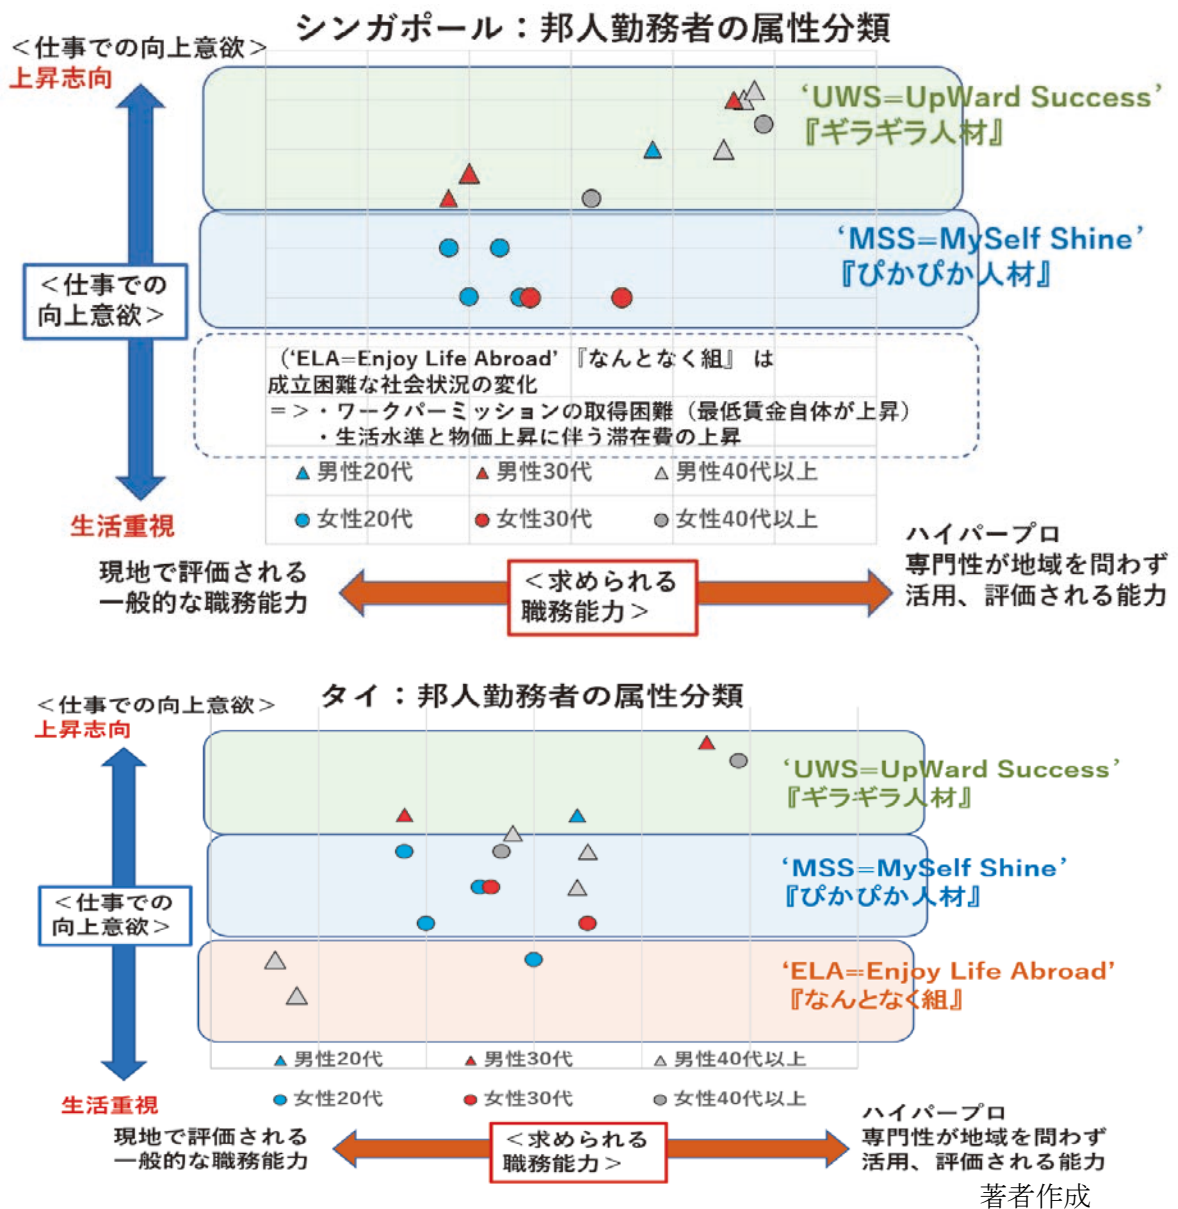 シンガポール：邦人勤務者の属性分類
＜仕事での向上意欲＞
上昇志向
‘UWS=UpWard Success’
『ギラギラ人材』
‘MSS=MySelf Shine’
『ぴかぴか人材』
＜仕事での
向上意欲＞
（‘ELA=Enjoy Life Abroad’ 『なんとなく組』 は
成立困難な社会状況の変化
＝＞・ワークパーミッションの取得困難（最低賃金自体が上昇）
・生活水準と物価上昇に伴う滞在費の上昇
男性20代 男性30代 男性40代以上
女性20代 女性30代 女性40代以上
生活重視
現地で評価される
一般的な職務能力
＜求められる
職務能力＞
ハイパープロ
専門性が地域を問わず
活用、評価される能力
タイ：邦人勤務者の属性分類
＜仕事での向上意欲＞
上昇志向
‘UWS=UpWard Success’
『ギラギラ人材』
‘MSS=MySelf Shine’
『ぴかぴか人材』
＜仕事での
向上意欲＞
‘ELA=Enjoy Life Abroad’
『なんとなく組』
男性20代 男性30代 男性40代以上
女性20代 女性30代 女性40代以上
生活重視
現地で評価される
一般的な職務能力
＜求められる
職務能力＞
ハイパープロ
専門性が地域を問わず
活用、評価される能力
著者作成